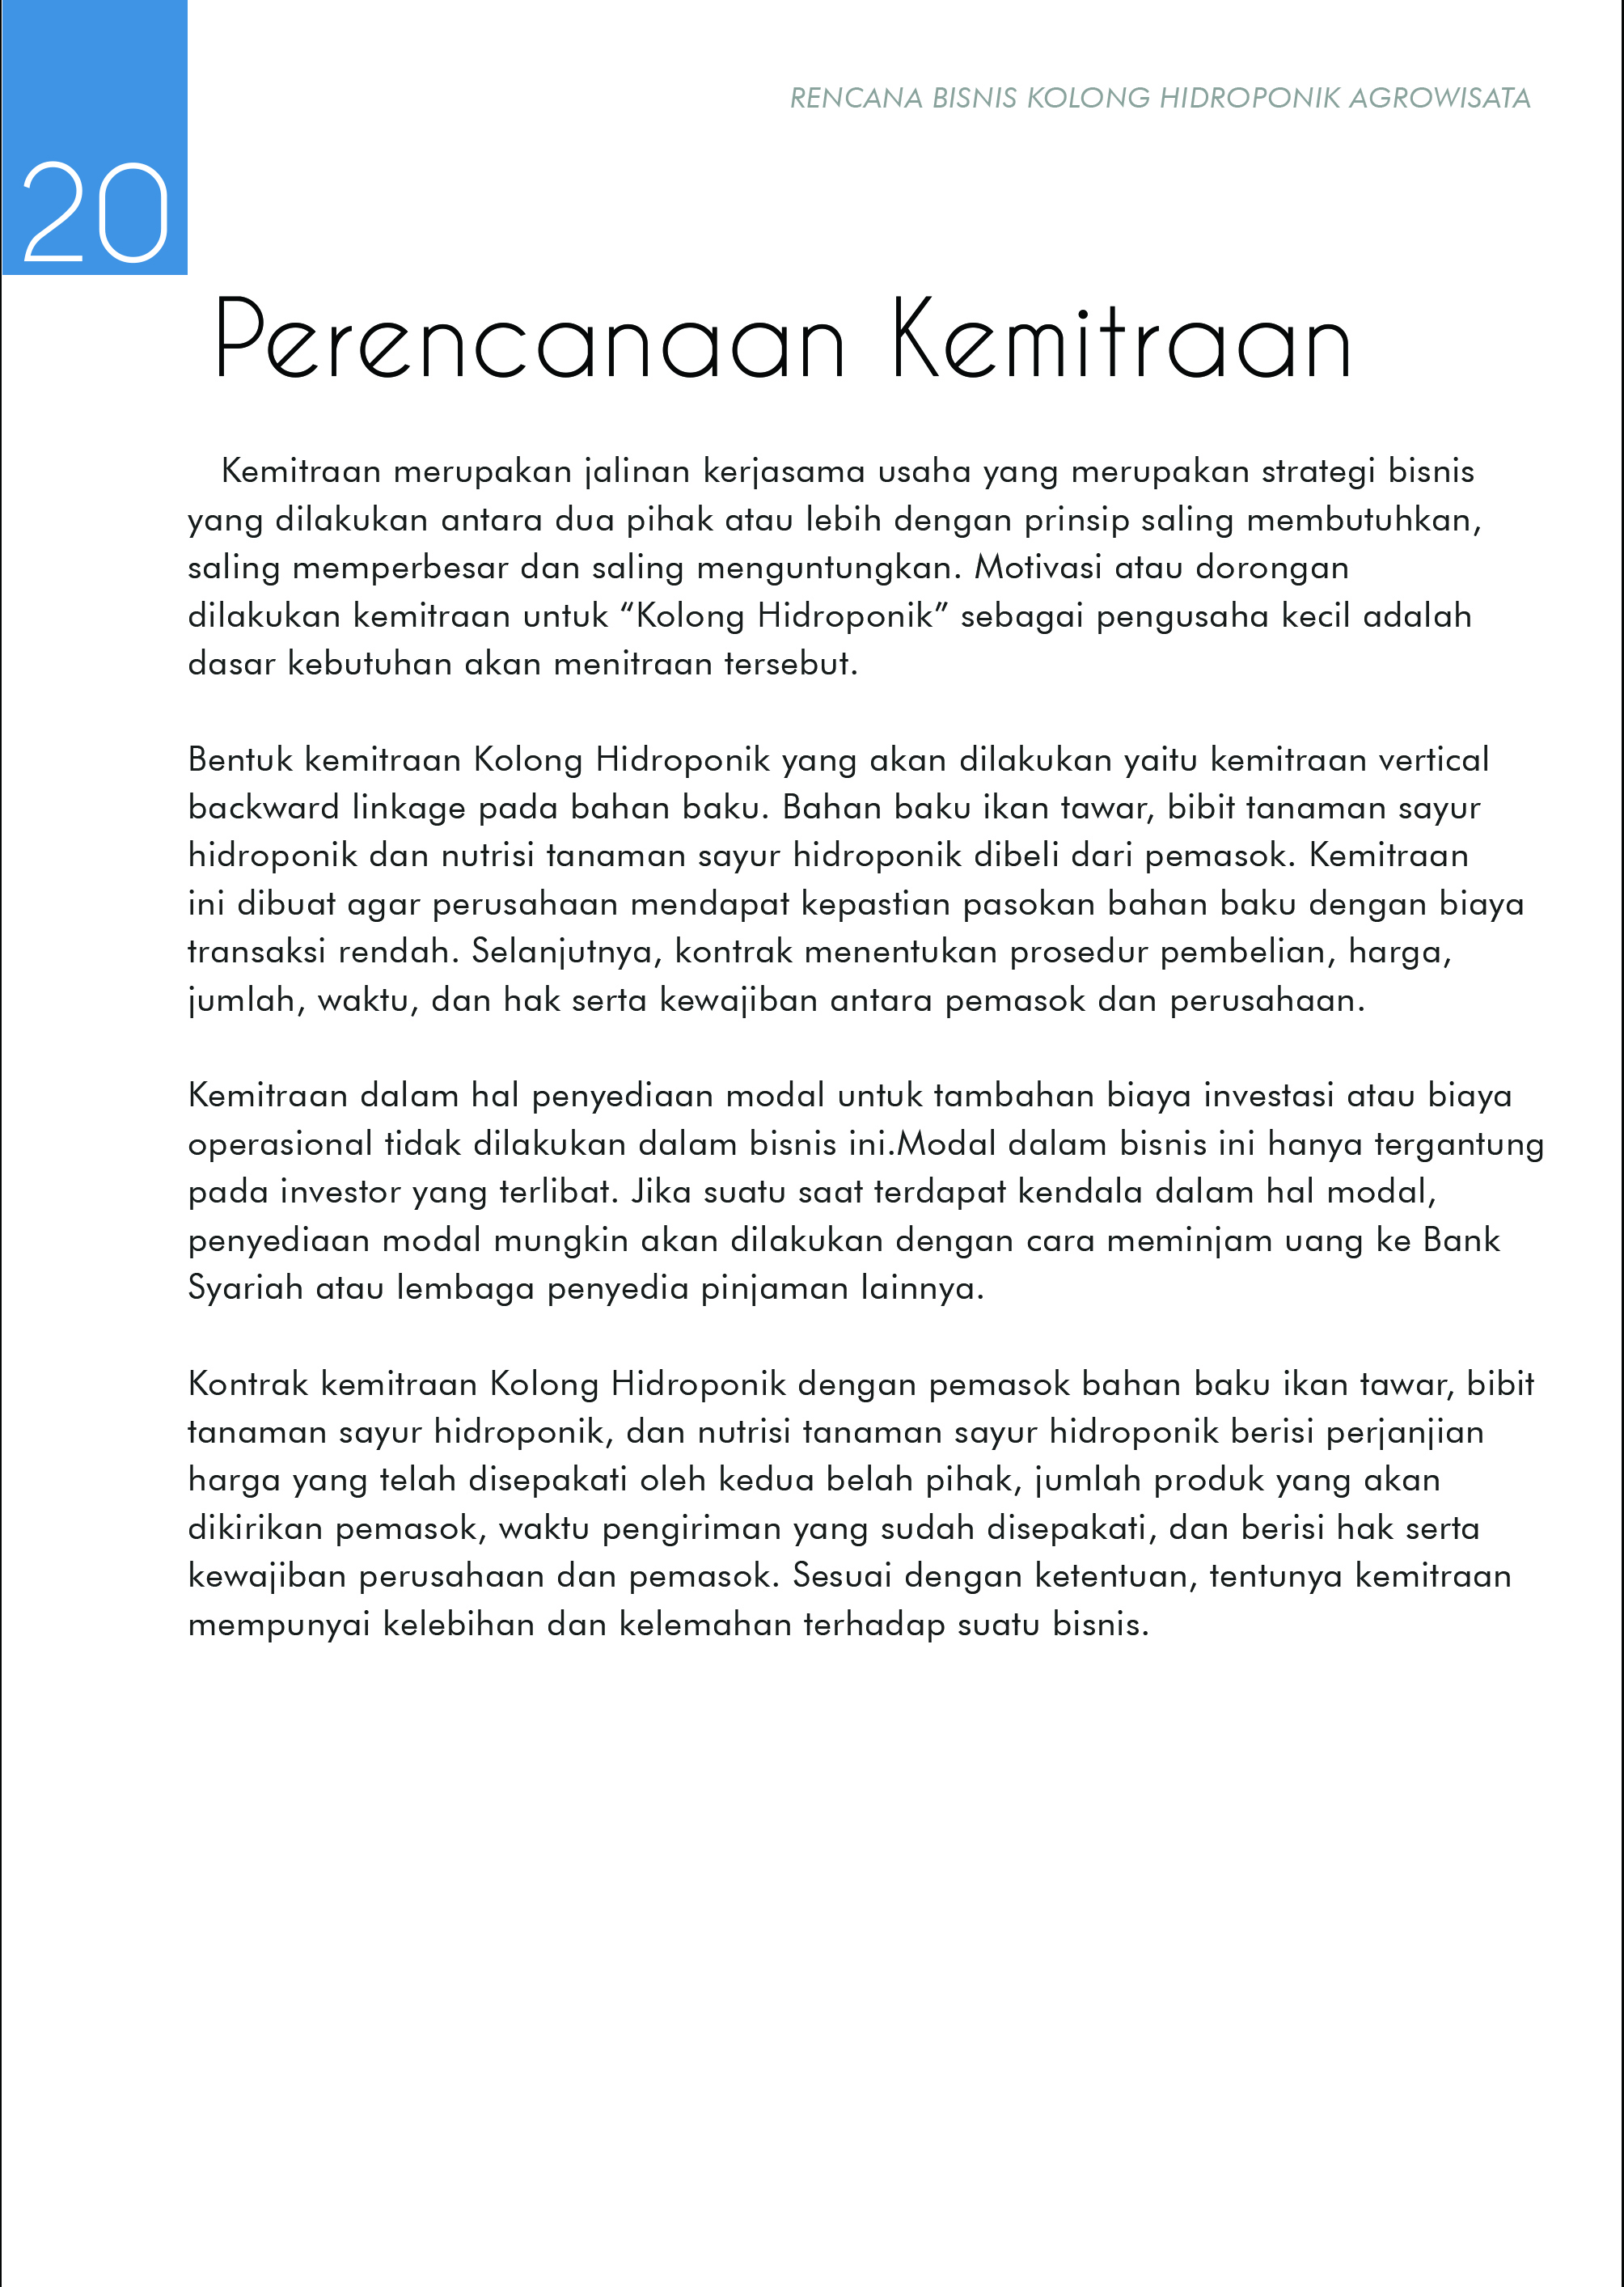 RENCANA BISNIS KOLONG HIDROPONIK AGROWISATA
20
Perencanaan Kemitraan
Kemitraan merupakan jalinan kerjasama usaha yang merupakan strategi bisnis
yang dilakukan antara dua pihak atau lebih dengan prinsip saling membutuhkan,
saling memperbesar dan saling menguntungkan. Motivasi atau dorongan
dilakukan kemitraan untuk “Kolong Hidroponik” sebagai pengusaha kecil adalah
dasar kebutuhan akan menitraan tersebut.
Bentuk kemitraan Kolong Hidroponik yang akan dilakukan yaitu kemitraan vertical
backward linkage pada bahan baku. Bahan baku ikan tawar, bibit tanaman sayur
hidroponik dan nutrisi tanaman sayur hidroponik dibeli dari pemasok. Kemitraan
ini dibuat agar perusahaan mendapat kepastian pasokan bahan baku dengan biaya
transaksi rendah. Selanjutnya, kontrak menentukan prosedur pembelian, harga,
jumlah, waktu, dan hak serta kewajiban antara pemasok dan perusahaan.
Kemitraan dalam hal penyediaan modal untuk tambahan biaya investasi atau biaya
operasional tidak dilakukan dalam bisnis ini.Modal dalam bisnis ini hanya tergantung
pada investor yang terlibat. Jika suatu saat terdapat kendala dalam hal modal,
penyediaan modal mungkin akan dilakukan dengan cara meminjam uang ke Bank
Syariah atau lembaga penyedia pinjaman lainnya.
Kontrak kemitraan Kolong Hidroponik dengan pemasok bahan baku ikan tawar, bibit
tanaman sayur hidroponik, dan nutrisi tanaman sayur hidroponik berisi perjanjian
harga yang telah disepakati oleh kedua belah pihak, jumlah produk yang akan
dikirikan pemasok, waktu pengiriman yang sudah disepakati, dan berisi hak serta
kewajiban perusahaan dan pemasok. Sesuai dengan ketentuan, tentunya kemitraan
mempunyai kelebihan dan kelemahan terhadap suatu bisnis.